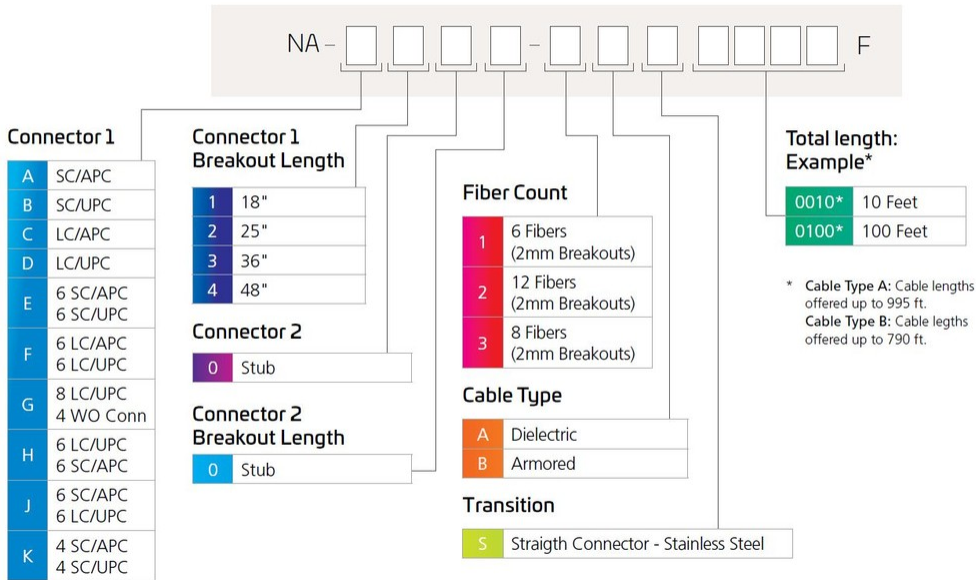 NA - - F
Connector 1
A SC/APC
B SC/UPC
C LC/APC
D LC/UPC
E 6 SC/APC
6 SC/UPC
F 6 LC/APC
6 LC/UPC
G 8 LC/UPC
4 WO Conn
H 6 LC/UPC
6 SC/APC
J 6 SC/APC
6 LC/UPC
K 4 SC/APC
4 SC/UPC
Connector 1
Breakout Length
1 18"
2 25"
3 36"
4 48"
Connector 2
0 Stub
Connector 2
Breakout Length
0 Stub
Fiber Count
1 6 Fibers
(2mm Breakouts)
2 12 Fibers
(2mm Breakouts)
3 8 Fibers
(2mm Breakouts)
Cable Type
A Dielectric
B Armored
Transition
S Straigth Connector - Stainless Steel
Total length:
Example*
0010* 10 Feet
0100* 100 Feet
* Cable Type A: Cable lengths
offered up to 995 ft.
Cable Type B: Cable legths
offered up to 790 ft.